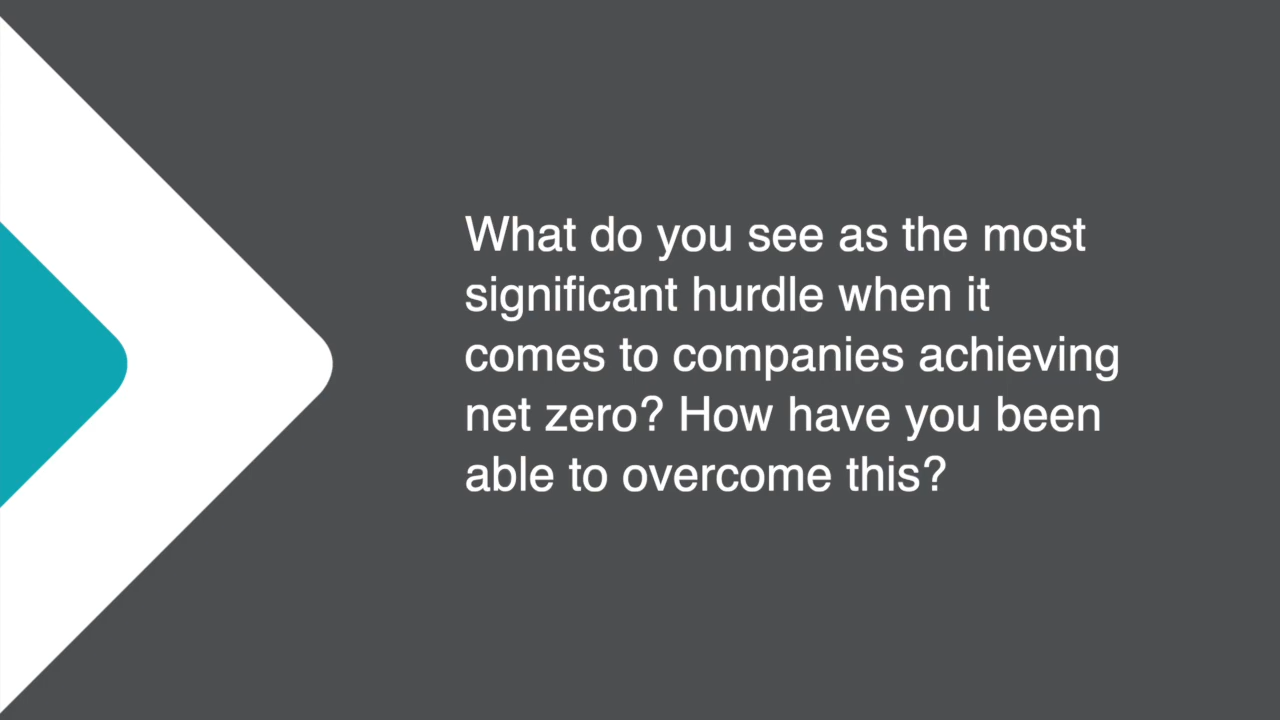 What do you see as the most
significant hurdle when it
comes to companies achieving
net zero? How have you been
able to overcome this?